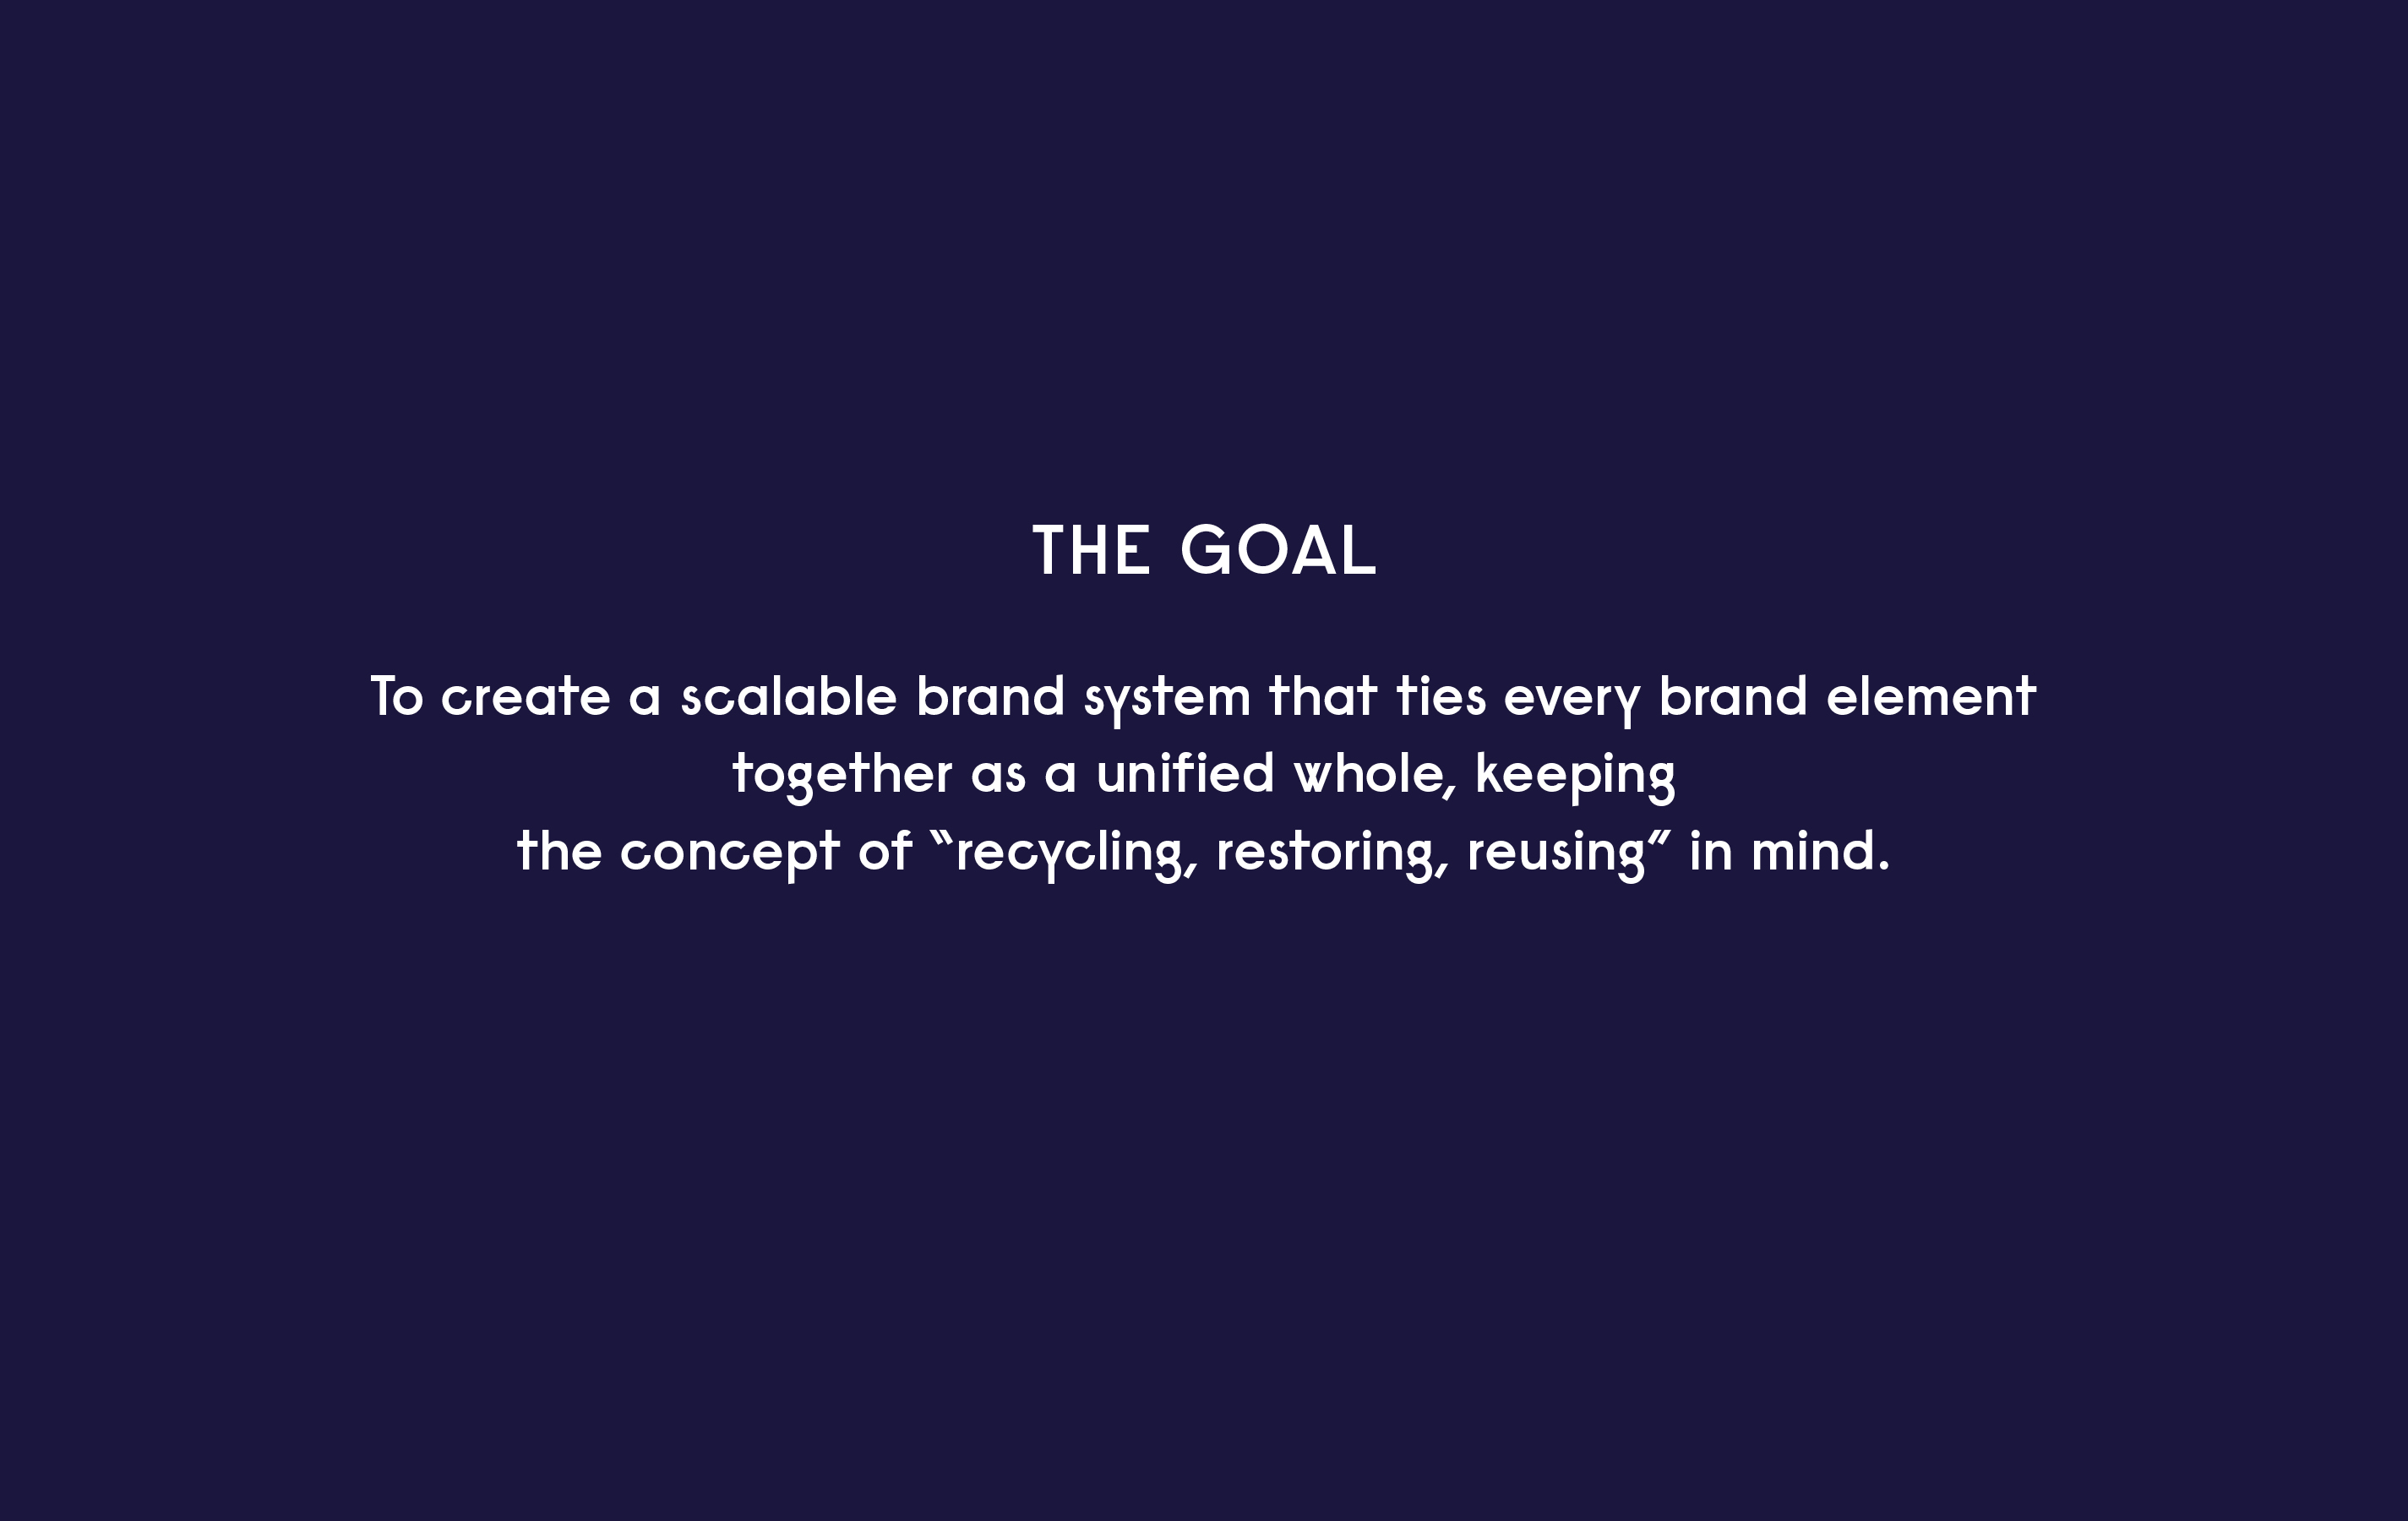 THE GOAL
To create a scalable brand system that ties every brand element
together as a unified whole, keeping
the concept of “recycling, restoring, reusing” in mind.